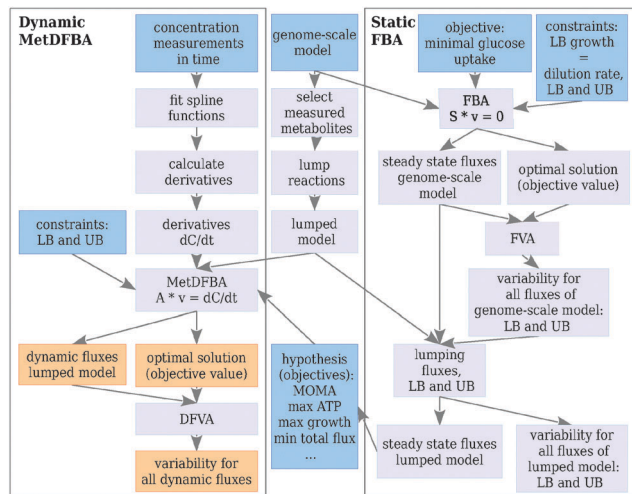 Dynamic
MetDFBA
concentration
measurements
in time
fit spline
functions
calculate
derivatives
constraints:
LB and UB
derivatives
dC/dt
MetDFBA
A * v = dC/dt
dynamic fluxes
lumped model
optimal solution
(objective value)
DFVA
variability for
all dynamic fluxes
genome-scale
model
select
measured
metabolites
lump
reactions
lumped
model
hypothesis
(objectives):
MOMA
max ATP
max growth
min total flux
...
Static
FBA
objective:
minimal glucose
uptake
constraints:
LB growth
=
dilution rate,
LB and UB
FBA
S * v = 0
steady state fluxes
genome-scale
model
optimal solution
(objective value)
FVA
variability for
all fluxes of
genome-scale model:
LB and UB
lumping
fluxes,
LB and UB
steady state fluxes
lumped model
variability for
all fluxes of
lumped model:
LB and UB